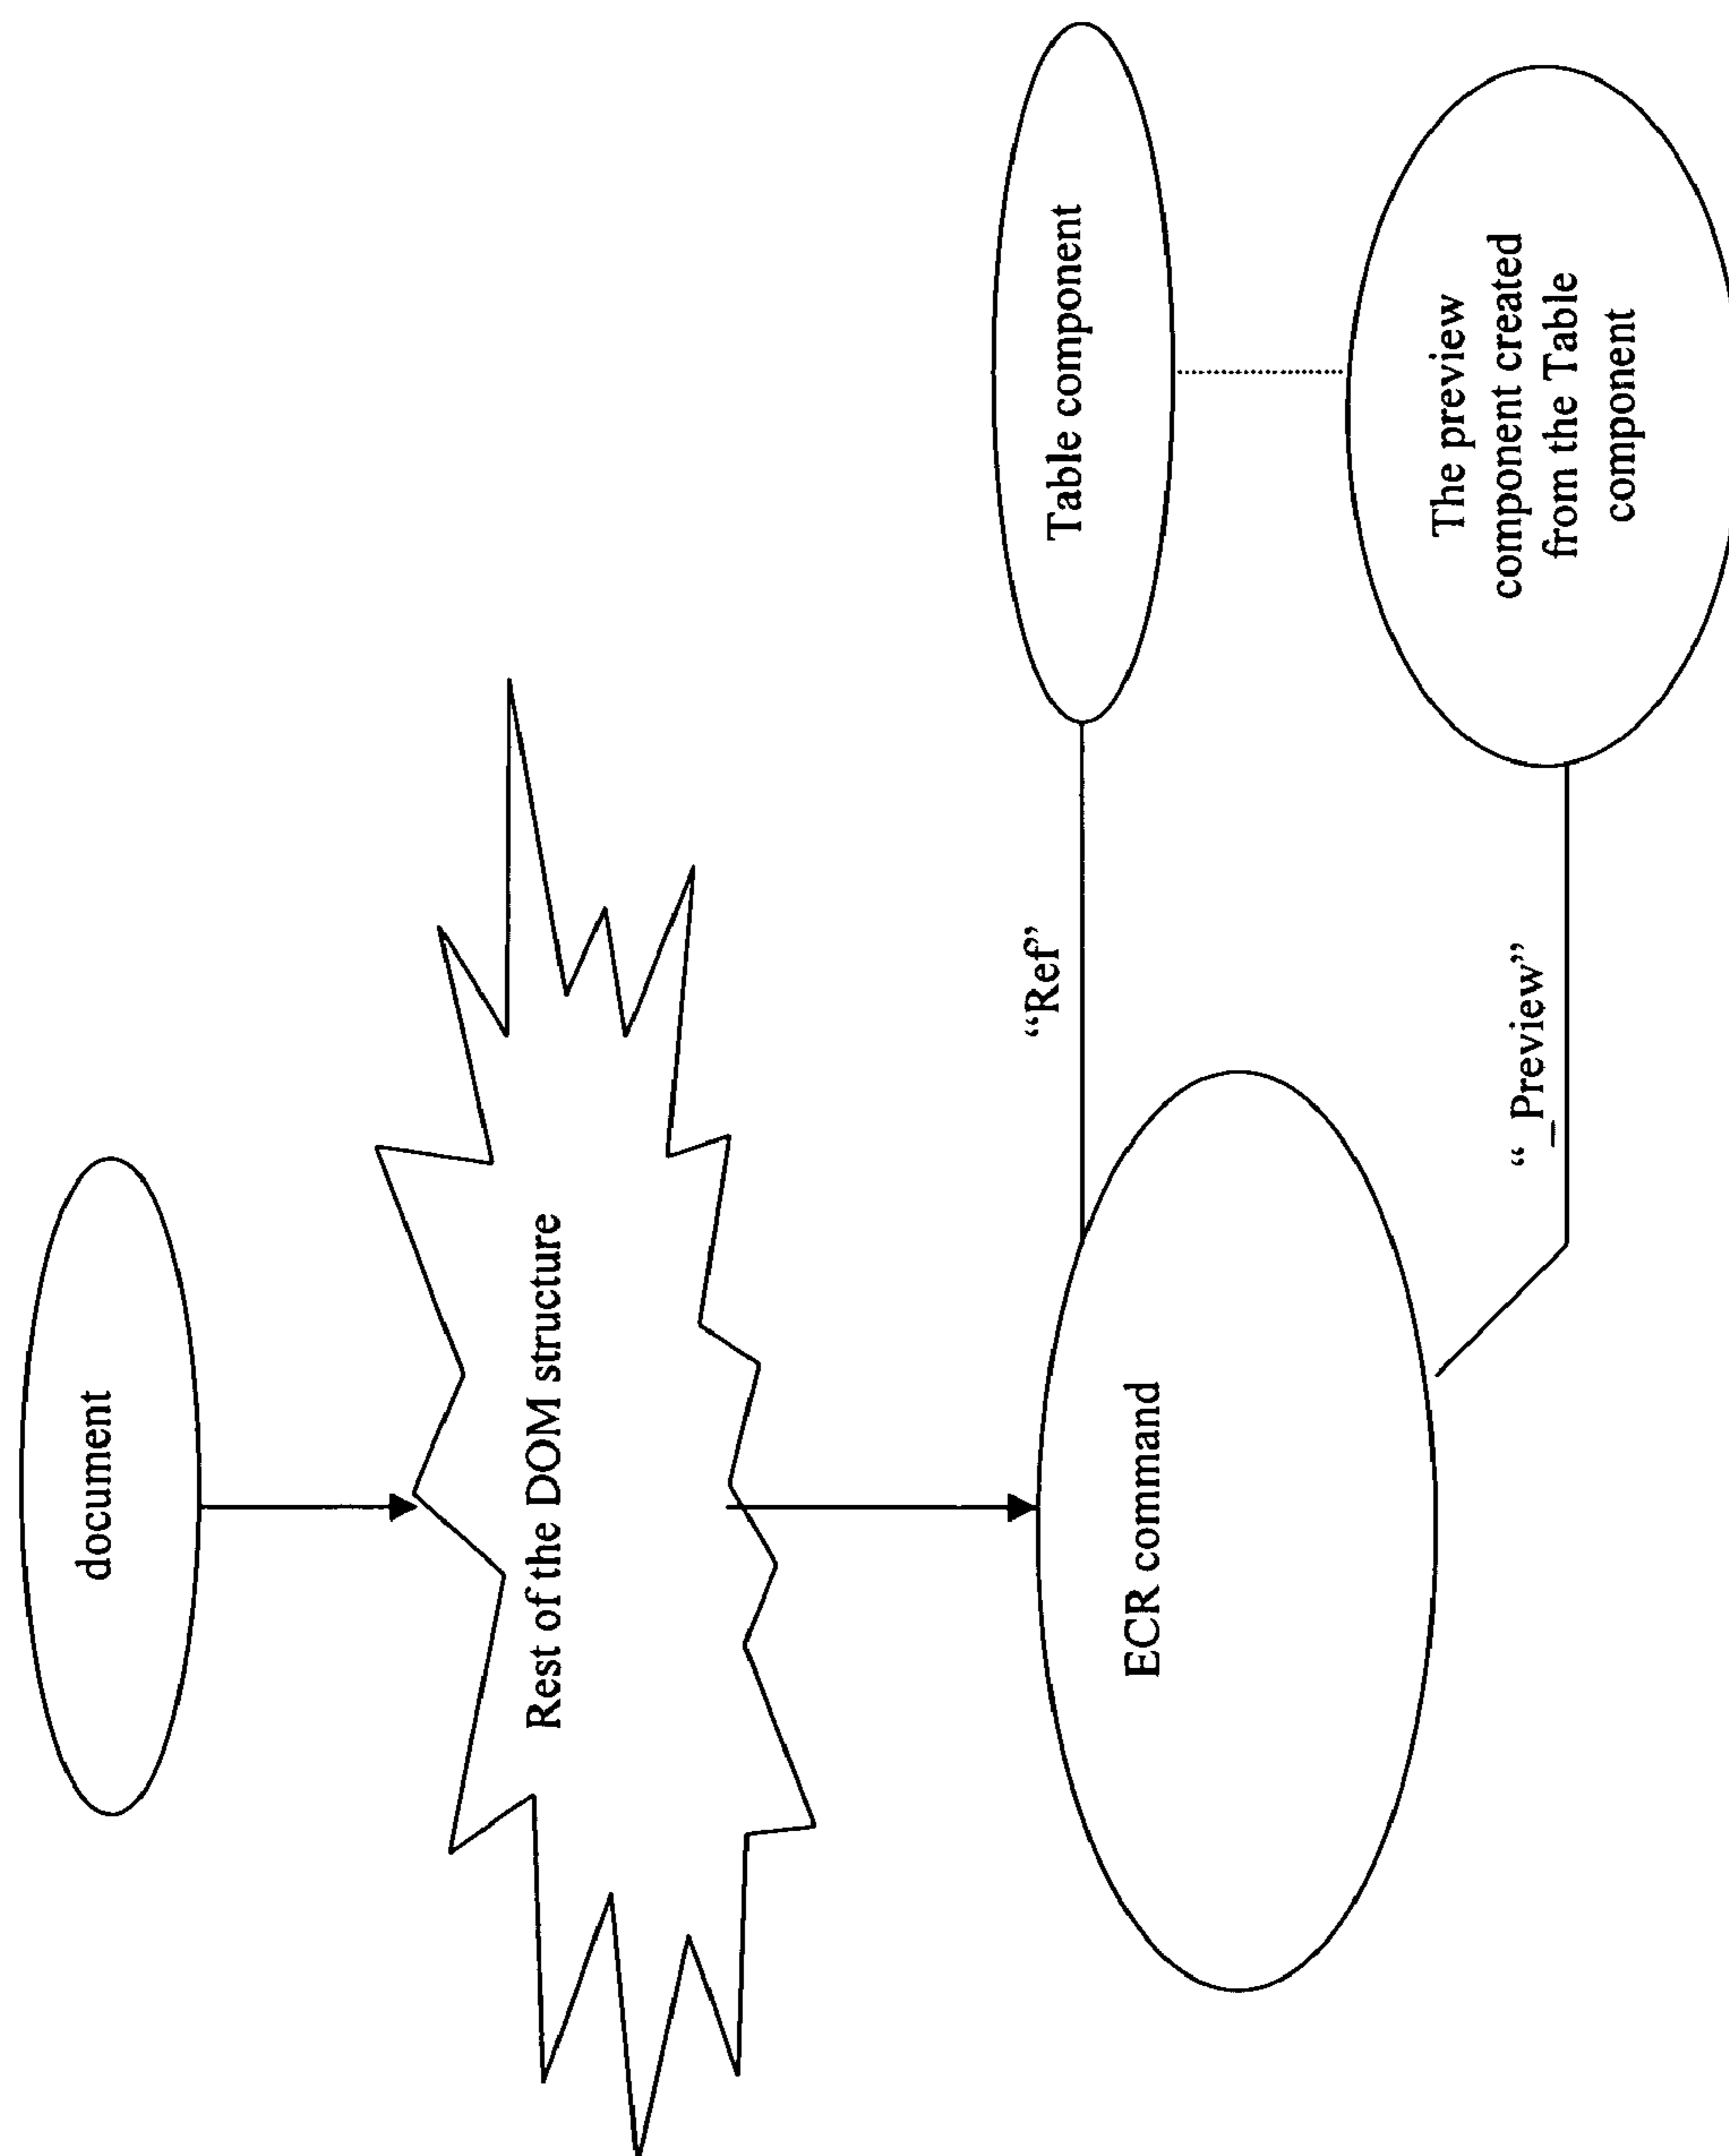 document
Rest of the DOM structure
ECR command
“Ref”
Table component
“_Preview”
The preview
component created
from the Table
component